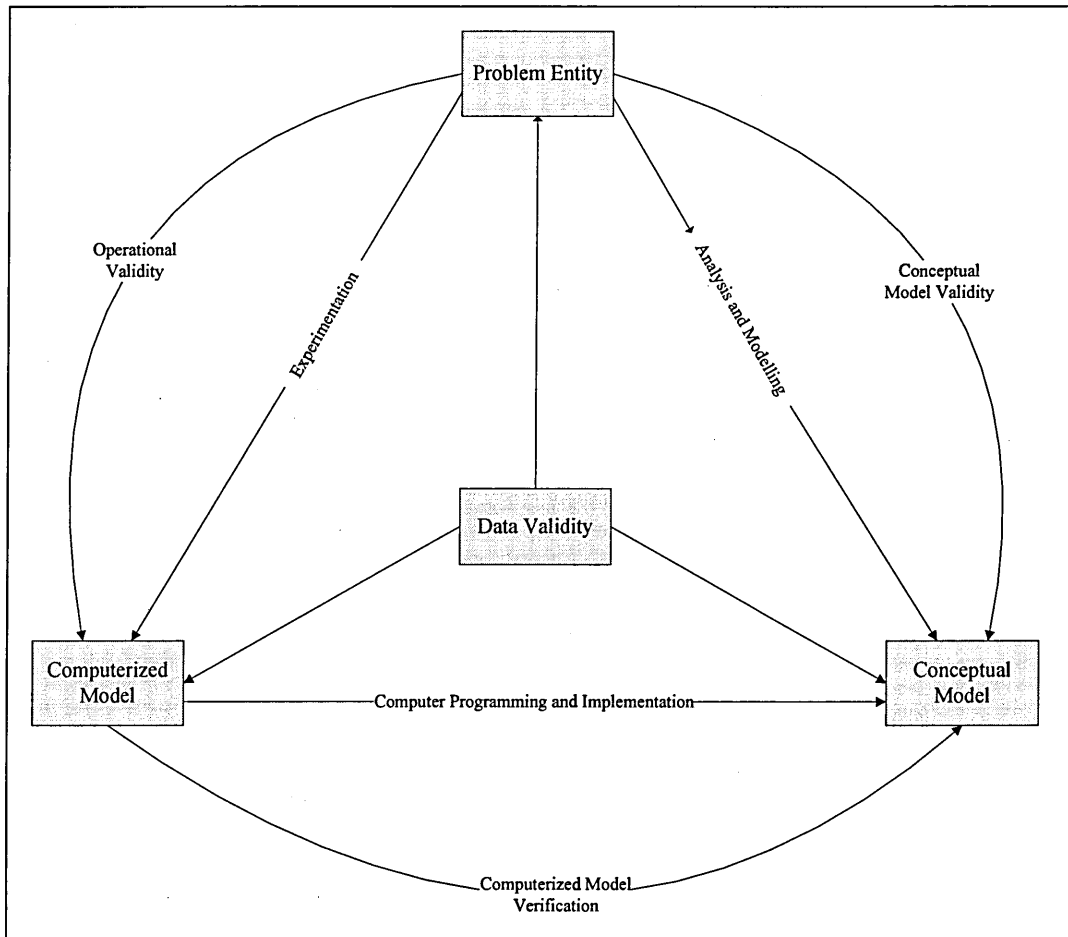 Problem Entity
Operational
Validity
Experimentation
Analysis and Modelling
Conceptual
Model Validity
Data Validity
Computerized
Model
Computer Programming and Implementation
Conceptual
Model
Computerized Model
Verification